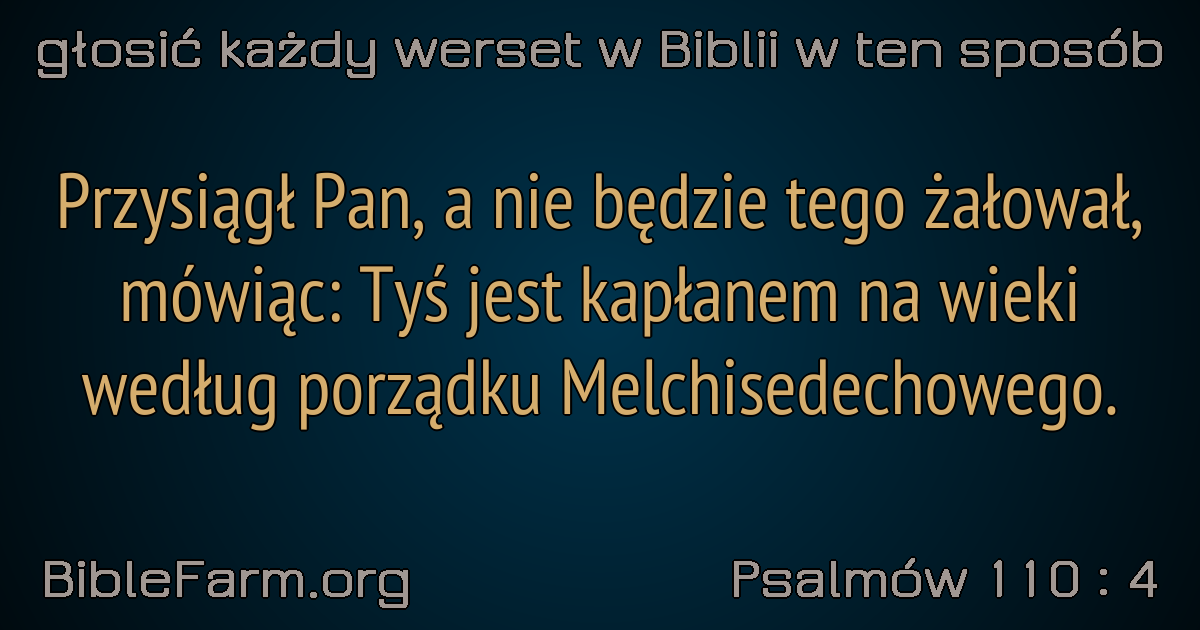 głosić każdy werset w Biblii w ten sposób
Przysiągł Pan, a nie będzie tego żałował,
mówiąc: Tyś jest kapłanem na wieki
według porządku Melchisedechowego.
BibleFarm.org
Psalmów 110 : 4